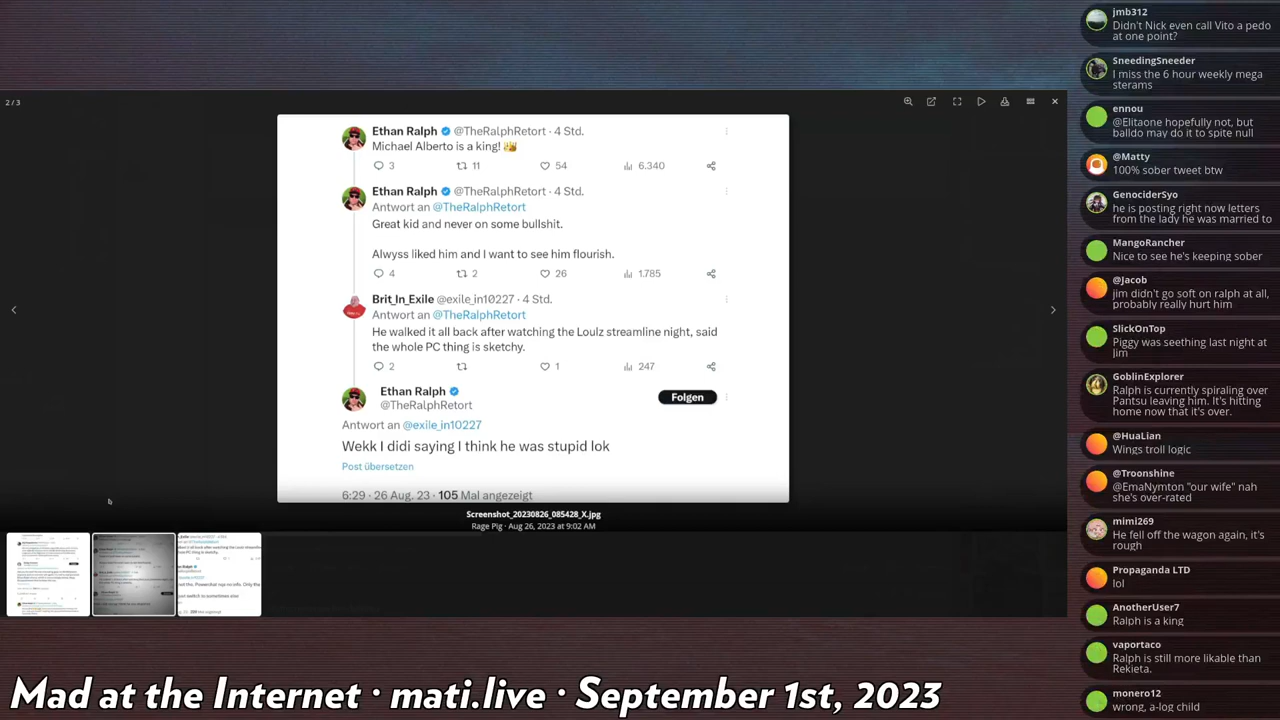 2 / 3
Ethan Ralph @TheRalphRetort · 4 Std.
Michael Alberto is a king!
3 11 54 6.340
Ethan Ralph @TheRalphRetort · 4 Std.
Antwort an @TheRalphRetort
Great kid and never on some bullshit.
Alwyss liked him and I want to see him flourish.
4 2 26 1.785
Brit_In_Exile @exile_in10227 · 4 Std.
Antwort an @TheRalphRetort
He walked it all back after watching the Loulz streamline night, said
the whole PC thing is sketchy.
2 1 247
Ethan Ralph
@TheRalphRetort
Folgen
Antwort an @exile_in10227
Wekk I didi saying I think he was stupid lok
Post übersetzen
6:29 · 26 Aug. 23 · 105 Mal angezeigt
Screenshot_20230826_085428_X.jpg
Rage Pig · Aug 26, 2023 at 9:02 AM
jmb312
Didn't Nick even call Vito a pedo
at one point?
SneedingSneeder
I miss the 6 hour weekly mega
sterams
ennou
@Elitaone hopefully not, but
balldo may do it to spite null
@Matty
100% sober tweet btw
GenociderSyo
he is posting right now letters
from the lady he was married to
MangoRancher
Nice to see he's keeping sober
@Jacob
jim didn't go soft on ralph at all,
probably really hurt him
SlickOnTop
Piggy was seething last night at
Jim
GoblinExplorer
Ralph is currently spiraling over
Pantsu leaving him. It's hitting
home now that it's over.
@HuaLian
Wings troll logic
@Troonshine
@EmaNymton "our wife" nah
she's over-rated
mimi269
He fell off the wagon again, it's
Ralph
Propaganda LTD
lol
AnotherUser7
Ralph is a king
vaportaco
Ralph is still more likable than
Rekieta.
monero12
wrong, a-log child
Mad at the Internet · mati.live · September 1st, 2023